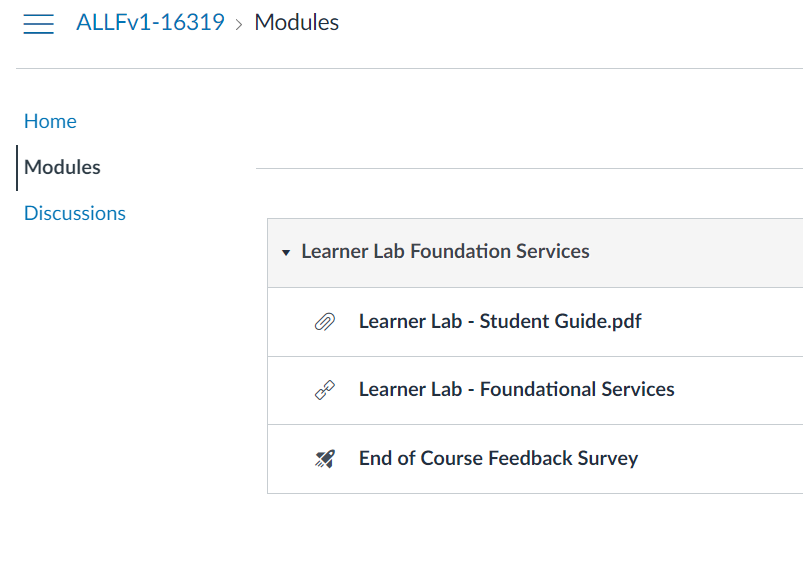 ALLFv1-16319 › Modules
Home
Modules
Discussions
Learner Lab Foundation Services
Learner Lab - Student Guide.pdf
Learner Lab - Foundational Services
End of Course Feedback Survey